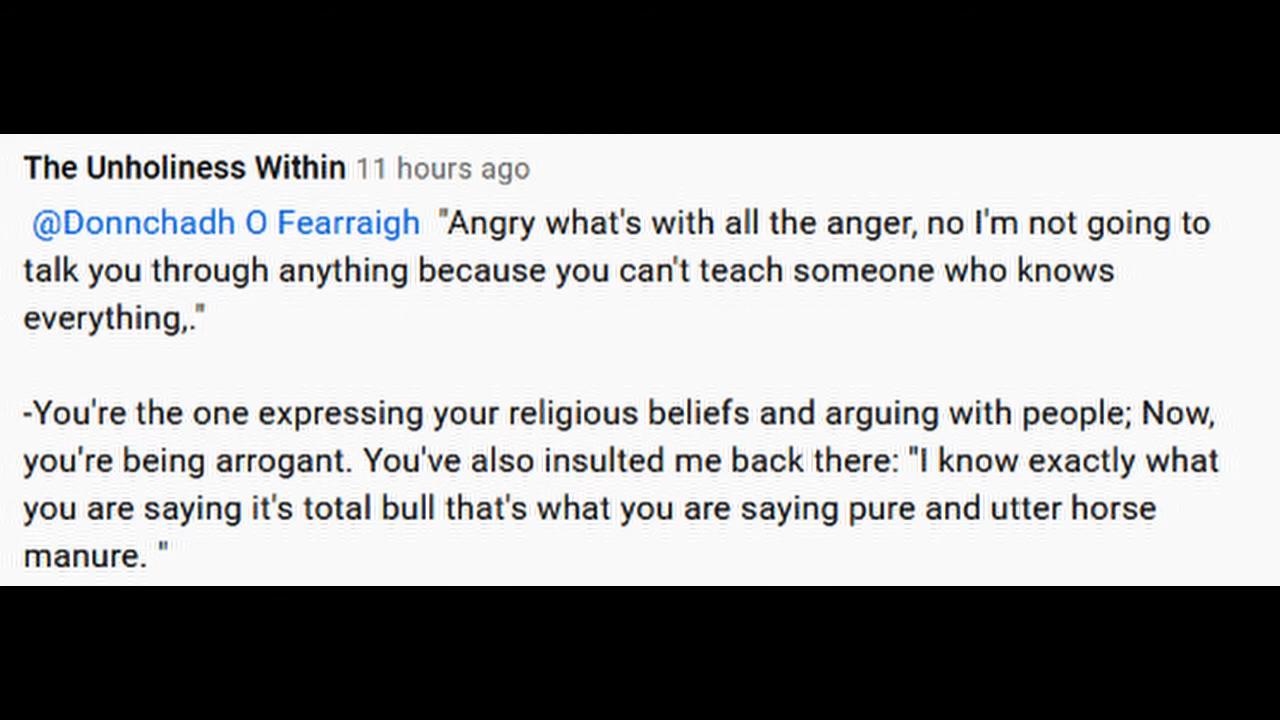 The Unholiness Within 11 hours ago
@Donnchadh O Fearraigh "Angry what's with all the anger, no I'm not going to
talk you through anything because you can't teach someone who knows
everything,."
-You're the one expressing your religious beliefs and arguing with people; Now,
you're being arrogant. You've also insulted me back there: "I know exactly what
you are saying it's total bull that's what you are saying pure and utter horse
manure. "